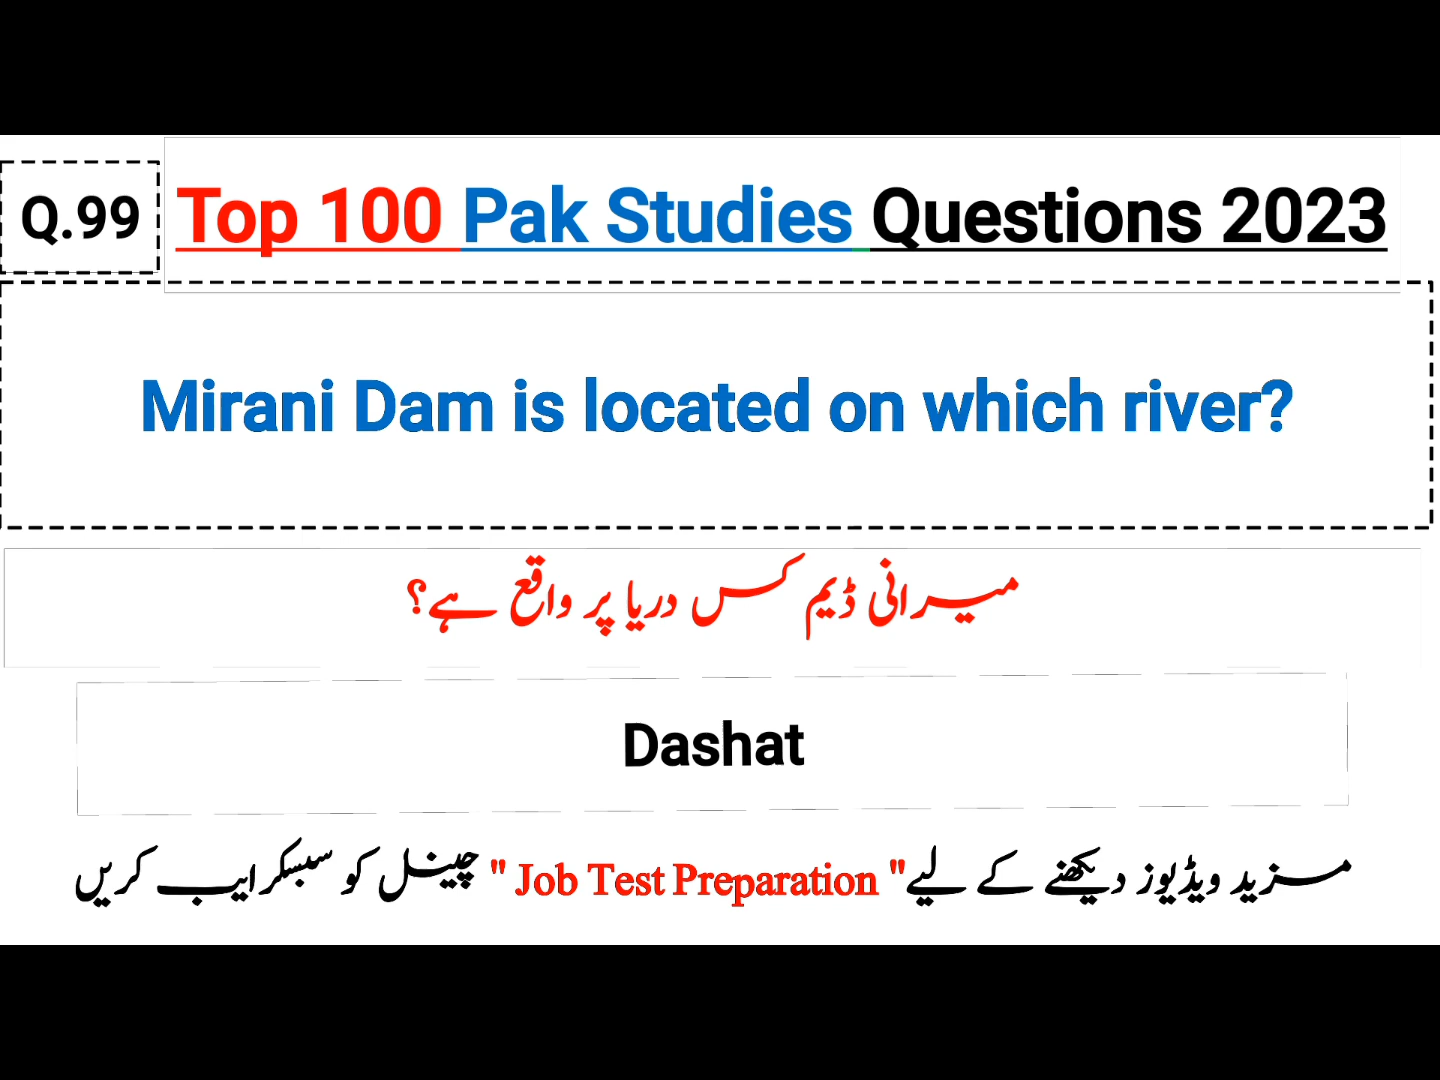 Q.99
Top 100 Pak Studies Questions 2023
Mirani Dam is located on which river?
میرانی ڈیم کس دریا پر واقع ہے؟
Dashat
مزید ویڈیوز دیکھنے کے لیے " Job Test Preparation " چینل کو سبسکرایب کریں